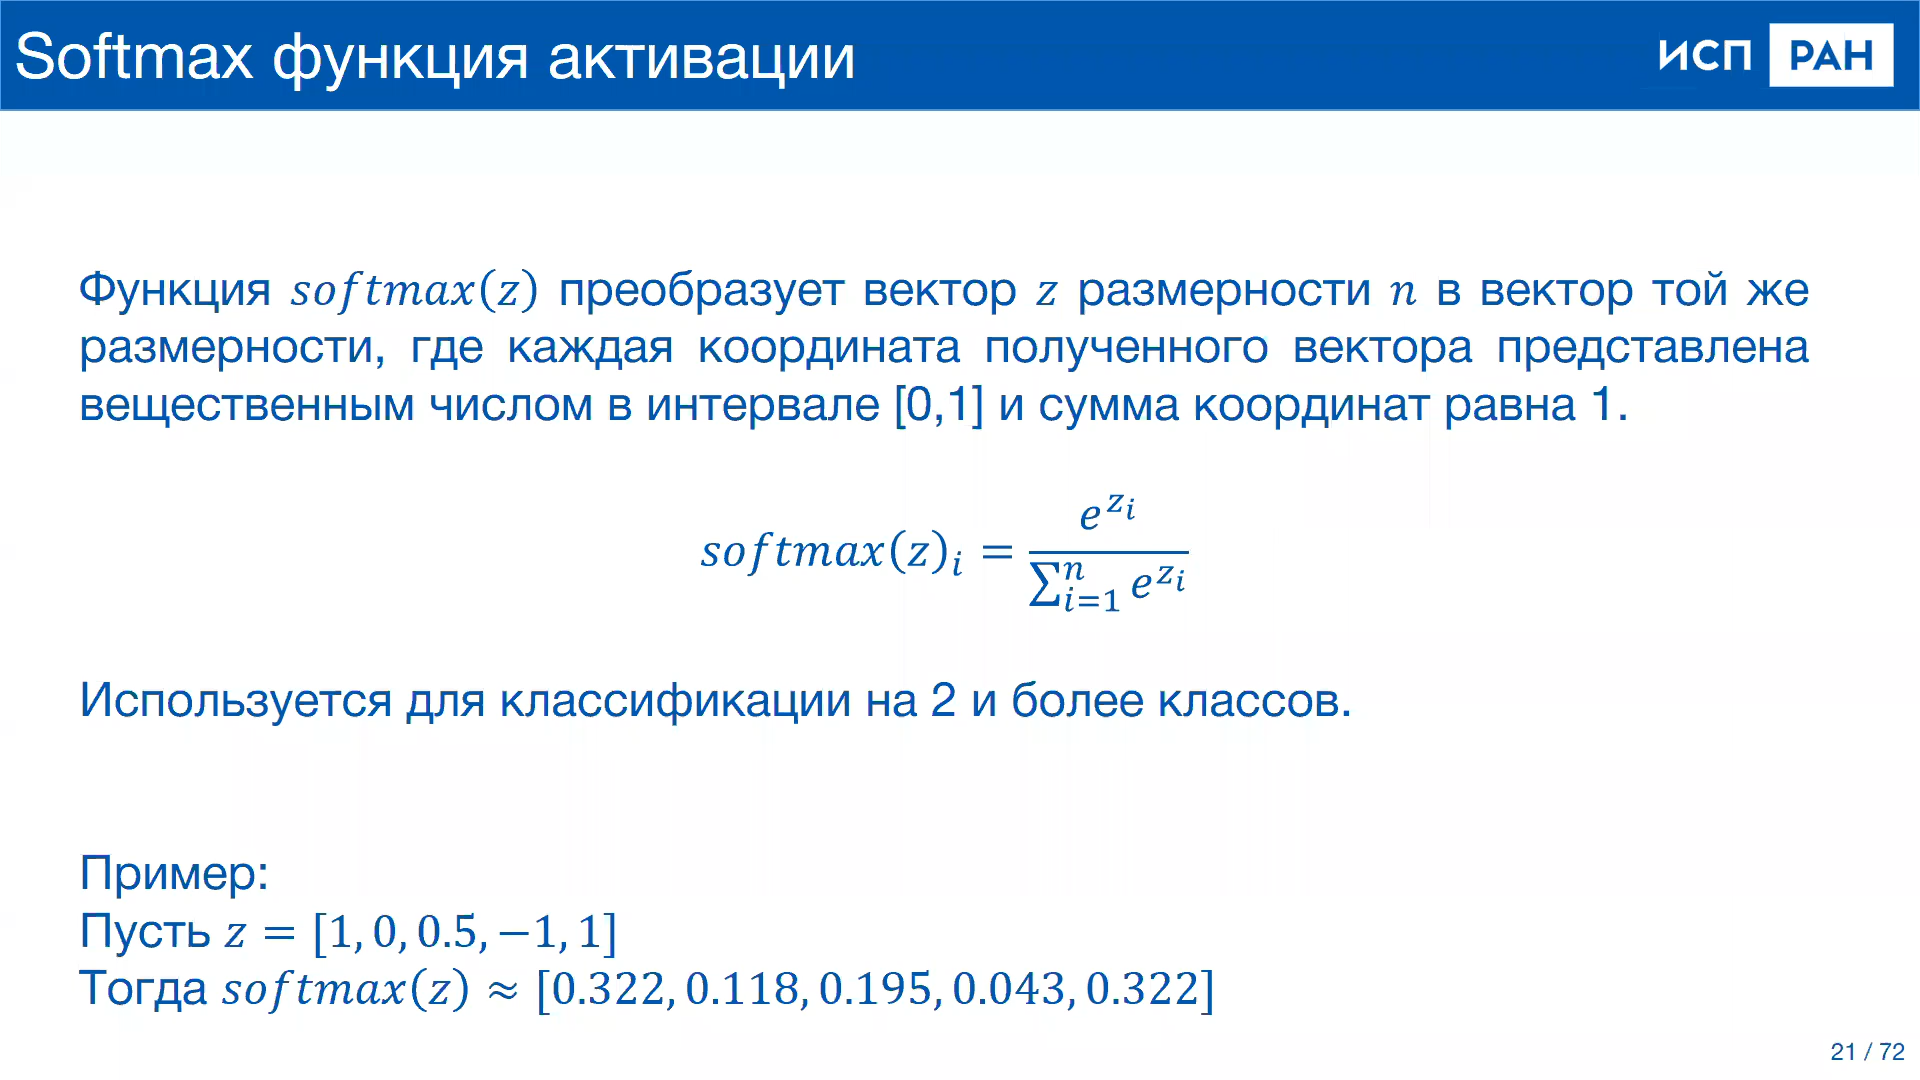 Softmax функция активации
ИСП РАН
Функция softmax(z) преобразует вектор z размерности n в вектор той же
размерности, где каждая координата полученного вектора представлена
вещественным числом в интервале [0,1] и сумма координат равна 1.
softmax(z)_i = e^{z_i} / ∑_{i=1}^{n} e^{z_i}
Используется для классификации на 2 и более классов.
Пример:
Пусть z = [1, 0, 0.5, −1, 1]
Тогда softmax(z) ≈ [0.322, 0.118, 0.195, 0.043, 0.322]
21 / 72